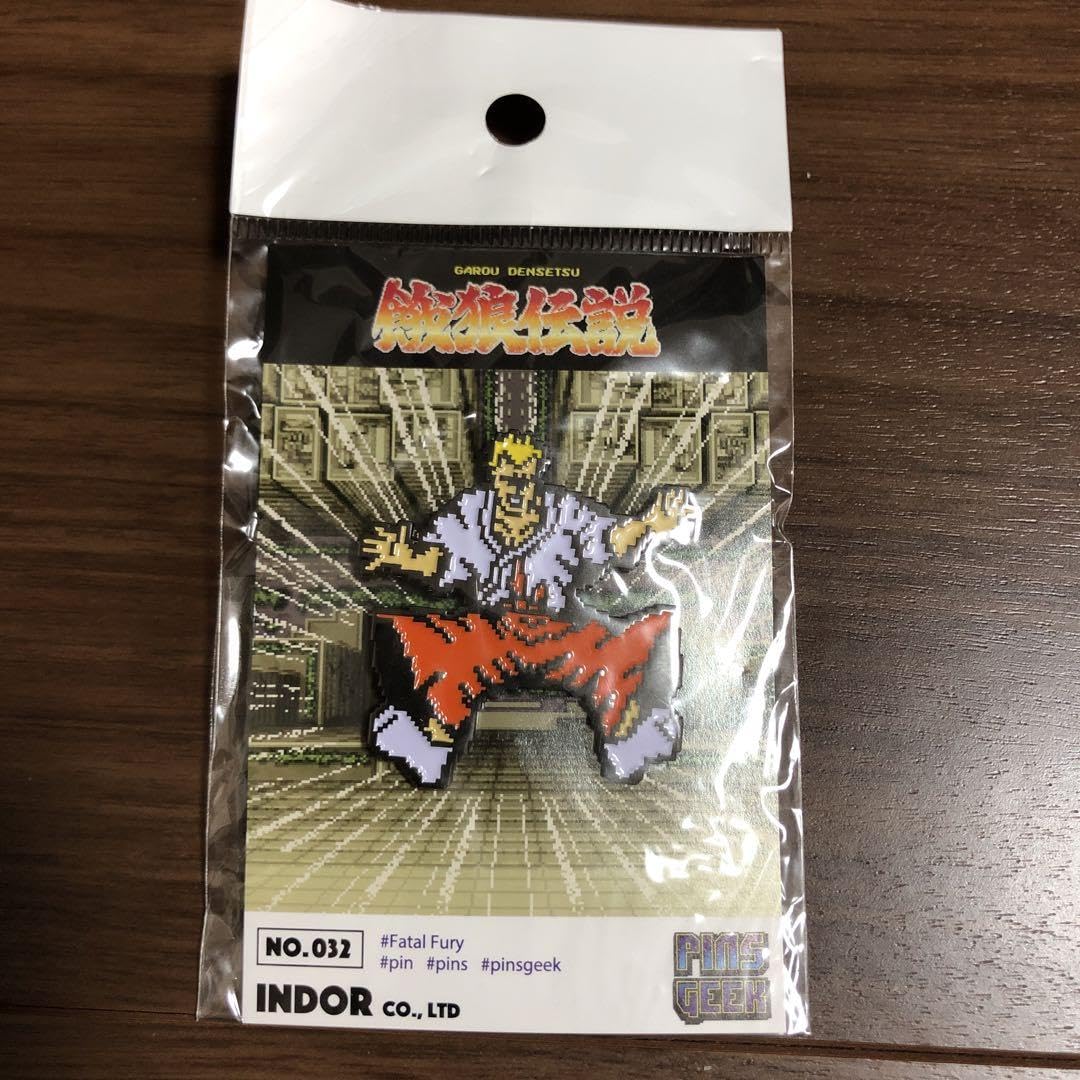 GAROU DENSETSU
餓狼伝説
NO.032
#Fatal Fury
#pin #pins #pinsgeek
INDOR CO., LTD
PINS
GEEK